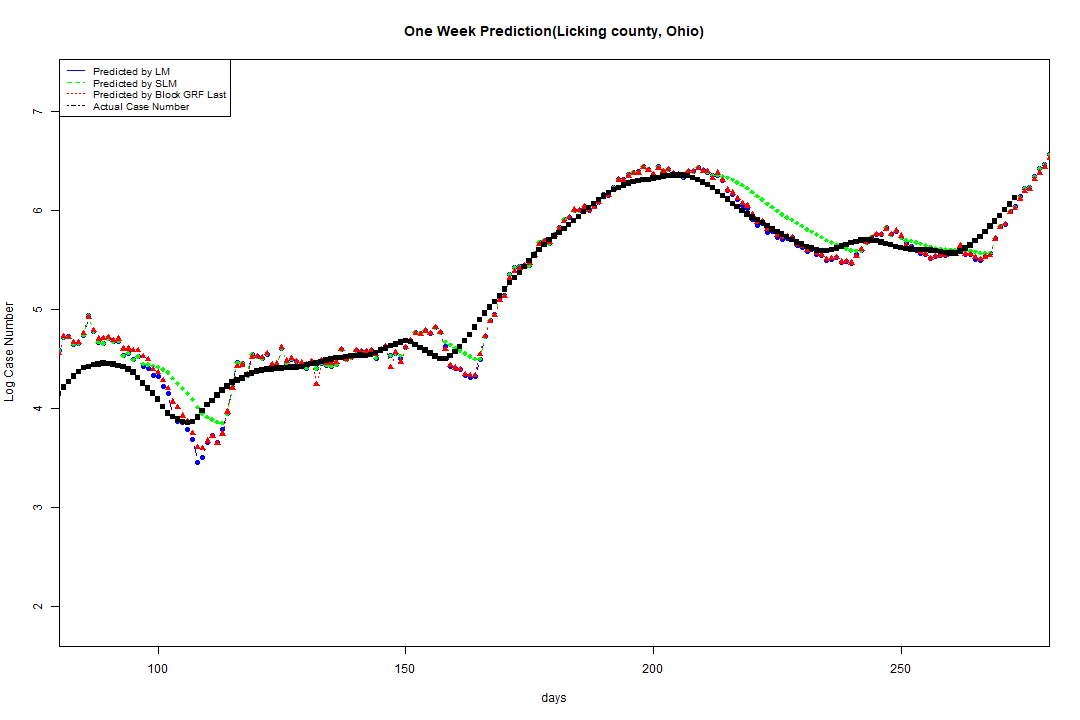 One Week Prediction(Licking county, Ohio)
Predicted by LM
Predicted by SLM
Predicted by Block GRF Last
Actual Case Number
7
6
5
4
3
2
Log Case Number
100 150 200 250
days